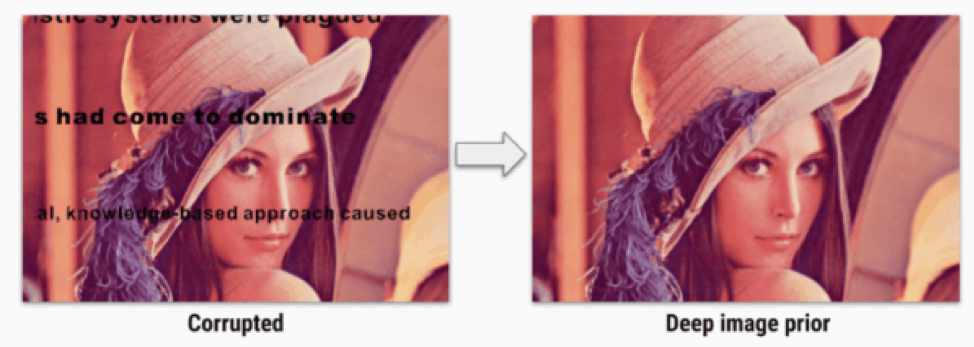 istic systems were plagued
s had come to dominate
al, knowledge-based approach caused
Corrupted
Deep image prior